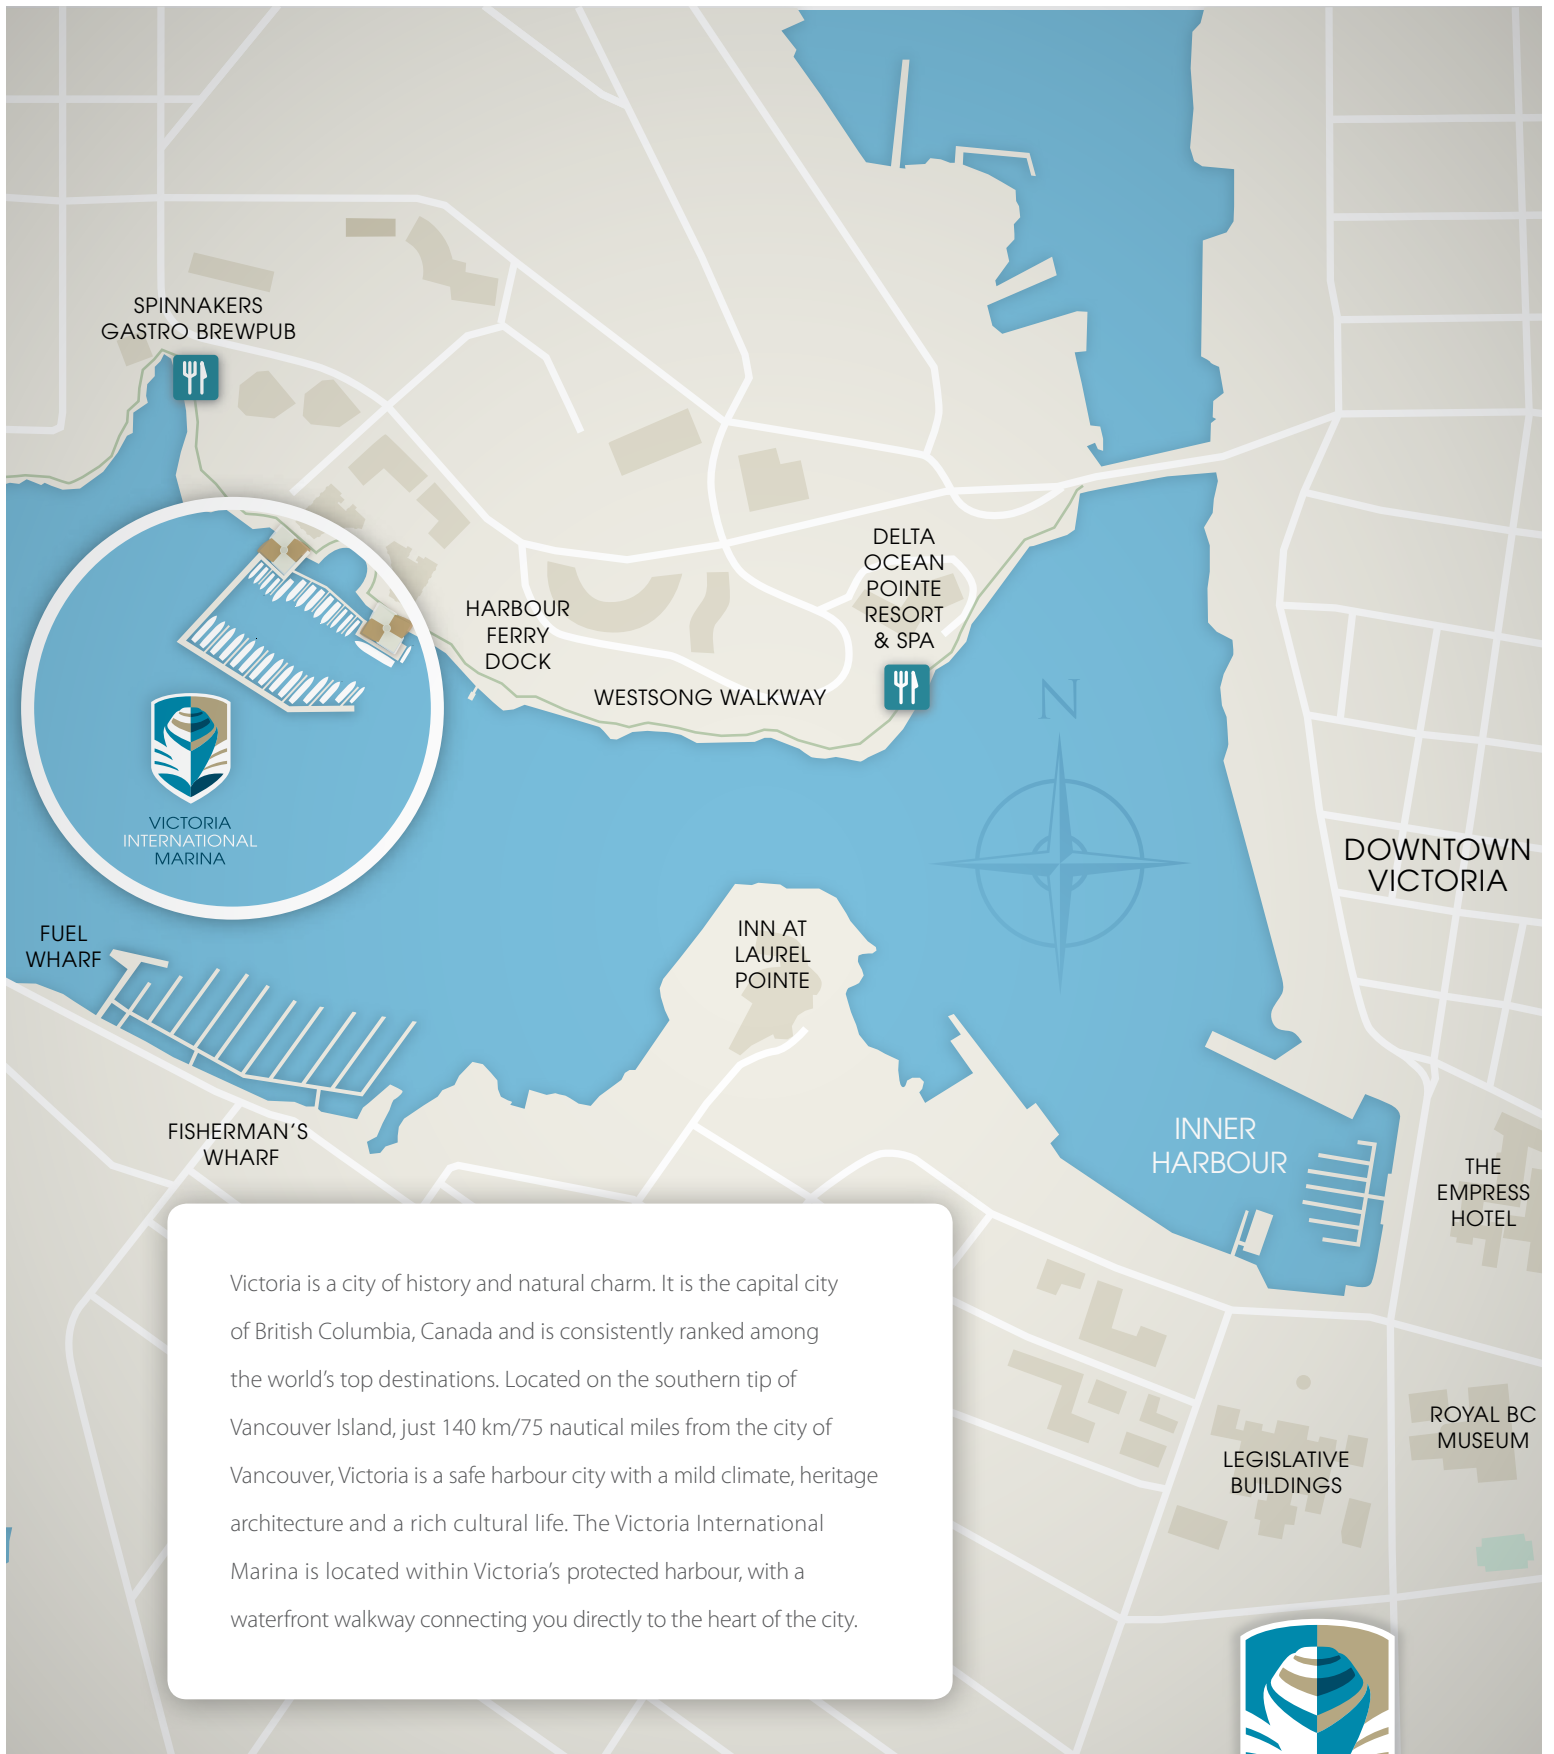 SPINNAKERS
GASTRO BREWPUB
DELTA
OCEAN
POINTE
RESORT
& SPA
HARBOUR
FERRY
DOCK
WESTSONG WALKWAY
N
VICTORIA
INTERNATIONAL
MARINA
DOWNTOWN
VICTORIA
FUEL
WHARF
INN AT
LAUREL
POINTE
FISHERMAN'S
WHARF
INNER
HARBOUR
THE
EMPRESS
HOTEL
Victoria is a city of history and natural charm. It is the capital city
of British Columbia, Canada and is consistently ranked among
the world's top destinations. Located on the southern tip of
Vancouver Island, just 140 km/75 nautical miles from the city of
Vancouver, Victoria is a safe harbour city with a mild climate, heritage
architecture and a rich cultural life. The Victoria International
Marina is located within Victoria's protected harbour, with a
waterfront walkway connecting you directly to the heart of the city.
ROYAL BC
MUSEUM
LEGISLATIVE
BUILDINGS